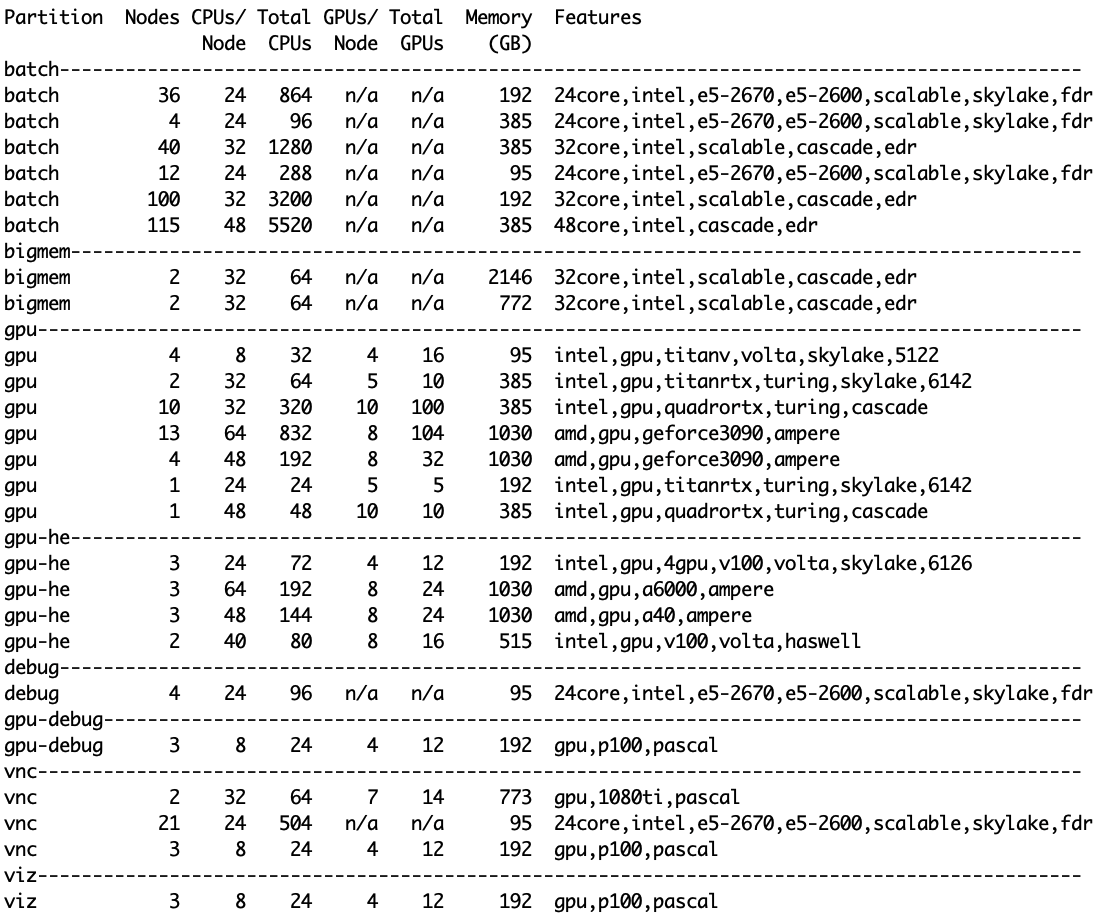 Partition  Nodes CPUs/ Total GPUs/ Total  Memory  Features
                  Node  CPUs  Node  GPUs    (GB)
batch---------------------------------------------------------------------------------------------
batch         36    24   864   n/a   n/a     192  24core,intel,e5-2670,e5-2600,scalable,skylake,fdr
batch          4    24    96   n/a   n/a     385  24core,intel,e5-2670,e5-2600,scalable,skylake,fdr
batch         40    32  1280   n/a   n/a     385  32core,intel,scalable,cascade,edr
batch         12    24   288   n/a   n/a      95  24core,intel,e5-2670,e5-2600,scalable,skylake,fdr
batch        100    32  3200   n/a   n/a     192  32core,intel,scalable,cascade,edr
batch        115    48  5520   n/a   n/a     385  48core,intel,cascade,edr
bigmem--------------------------------------------------------------------------------------------
bigmem         2    32    64   n/a   n/a    2146  32core,intel,scalable,cascade,edr
bigmem         2    32    64   n/a   n/a     772  32core,intel,scalable,cascade,edr
gpu-----------------------------------------------------------------------------------------------
gpu            4     8    32     4    16      95  intel,gpu,titanv,volta,skylake,5122
gpu            2    32    64     5    10     385  intel,gpu,titanrtx,turing,skylake,6142
gpu           10    32   320    10   100     385  intel,gpu,quadrortx,turing,cascade
gpu           13    64   832     8   104    1030  amd,gpu,geforce3090,ampere
gpu            4    48   192     8    32    1030  amd,gpu,geforce3090,ampere
gpu            1    24    24     5     5     192  intel,gpu,titanrtx,turing,skylake,6142
gpu            1    48    48    10    10     385  intel,gpu,quadrortx,turing,cascade
gpu-he--------------------------------------------------------------------------------------------
gpu-he         3    24    72     4    12     192  intel,gpu,4gpu,v100,volta,skylake,6126
gpu-he         3    64   192     8    24    1030  amd,gpu,a6000,ampere
gpu-he         3    48   144     8    24    1030  amd,gpu,a40,ampere
gpu-he         2    40    80     8    16     515  intel,gpu,v100,volta,haswell
debug---------------------------------------------------------------------------------------------
debug          4    24    96   n/a   n/a      95  24core,intel,e5-2670,e5-2600,scalable,skylake,fdr
gpu-debug-----------------------------------------------------------------------------------------
gpu-debug      3     8    24     4    12     192  gpu,p100,pascal
vnc-----------------------------------------------------------------------------------------------
vnc            2    32    64     7    14     773  gpu,1080ti,pascal
vnc           21    24   504   n/a   n/a      95  24core,intel,e5-2670,e5-2600,scalable,skylake,fdr
vnc            3     8    24     4    12     192  gpu,p100,pascal
viz-----------------------------------------------------------------------------------------------
viz            3     8    24     4    12     192  gpu,p100,pascal